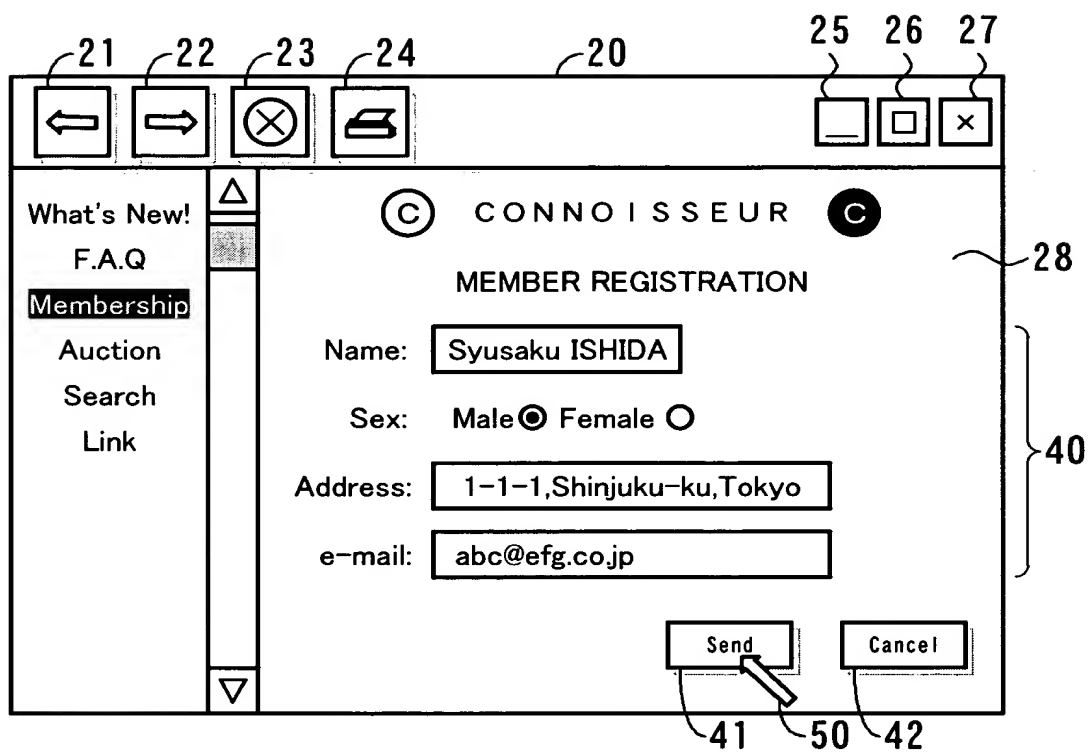 21 22 23 24 20 25 26 27
What's New!
F.A.Q
Membership
Auction
Search
Link
C CONNOISSEUR C
28
MEMBER REGISTRATION
Name: Syusaku ISHIDA
Sex: Male Female
40
Address: 1-1-1,Shinjuku-ku,Tokyo
e-mail: abc@efg.co.jp
Send Cancel
41 50 42